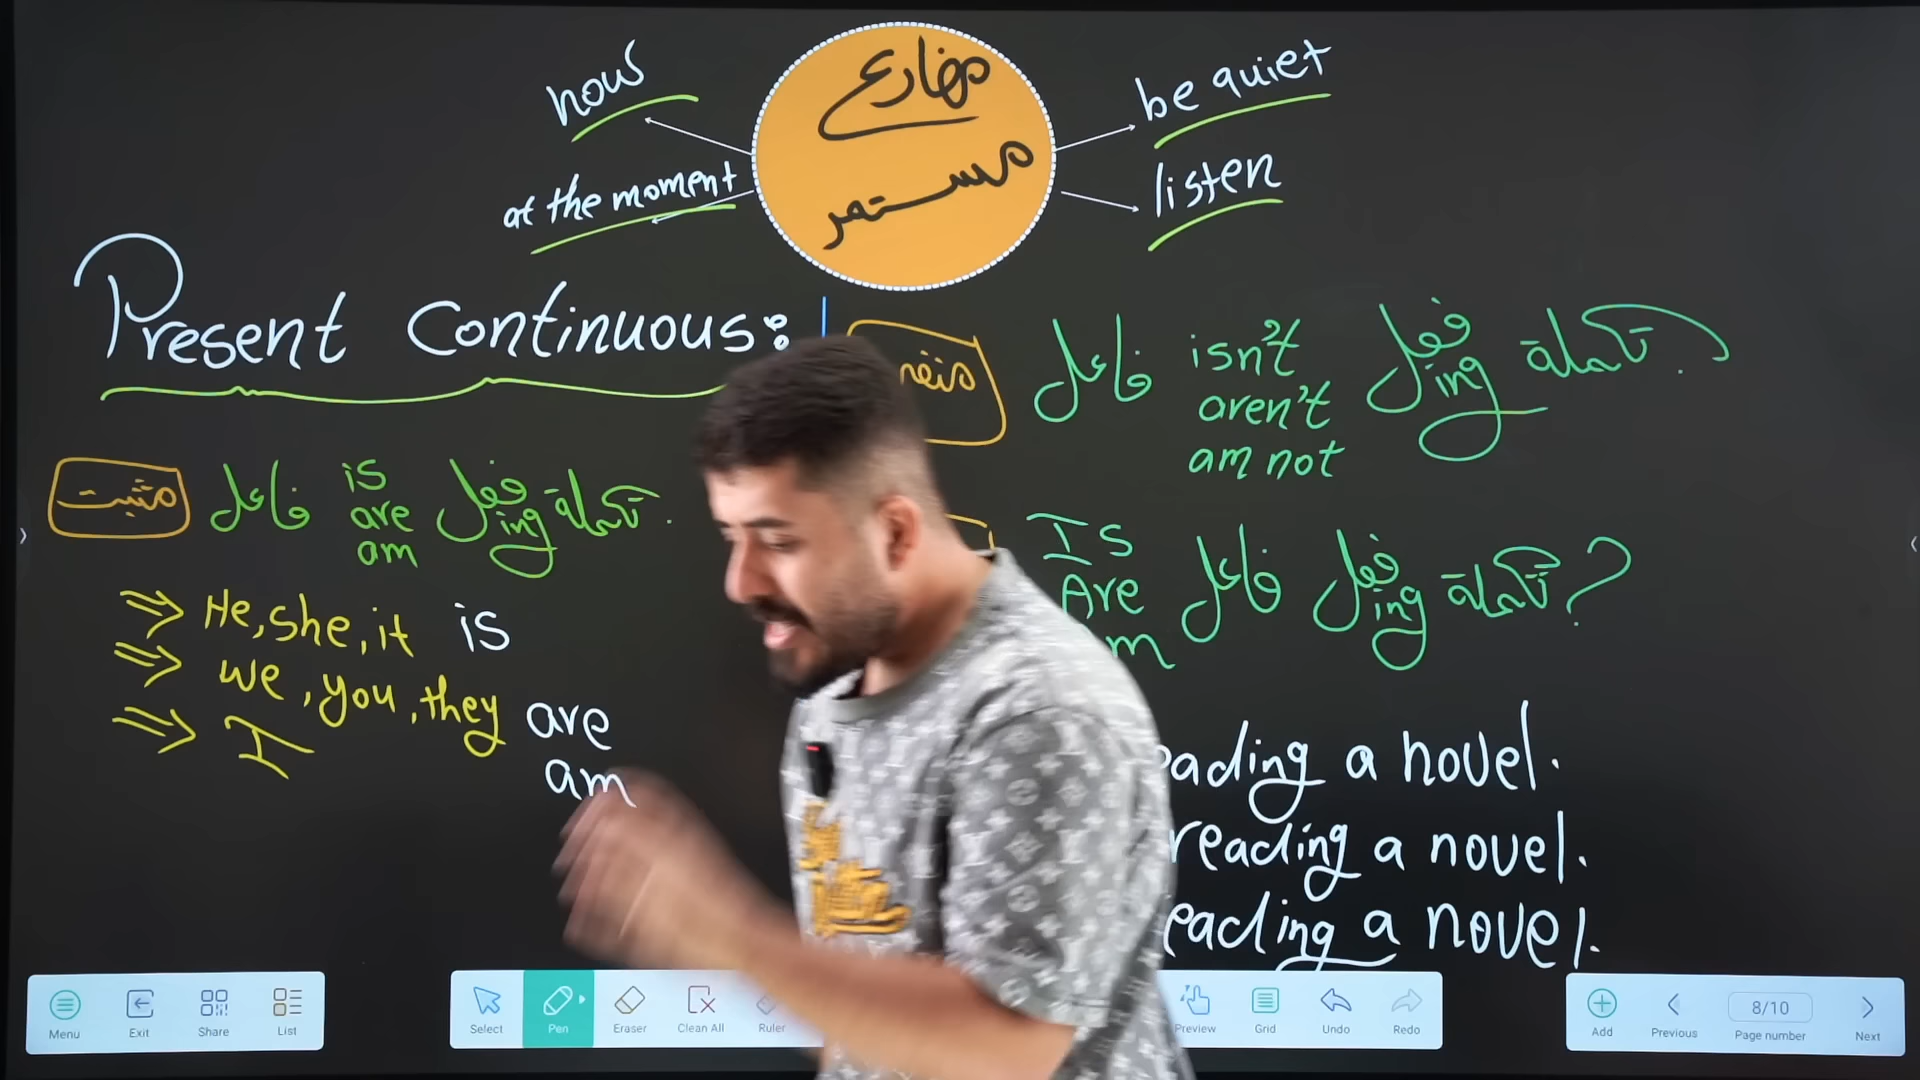 now
at the moment
مضارع
مستمر
be quiet
listen
Present Continuous:
مثبت
فاعل is are am فعل ing تكملة.
He, she, it is
we, you, they are
I am
فاعل isn't aren't am not فعل ing تكملة.
Is Are فاعل فعل ing تكملة?
a novel.
reading a novel.
a novel.
Menu
Exit
Share
List
Select
Pen
Eraser
Clean All
Ruler
Preview
Grid
Undo
Redo
Add
Previous
8/10
Page number
Next